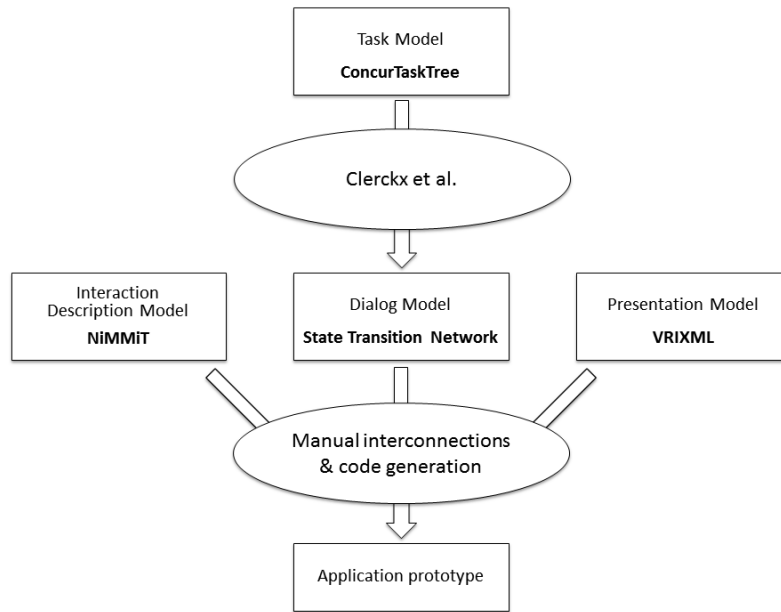 Task Model
ConcurTaskTree
Clerckx et al.
Interaction
Description Model
NiMMiT
Dialog Model
State Transition Network
Presentation Model
VRIXML
Manual interconnections
& code generation
Application prototype